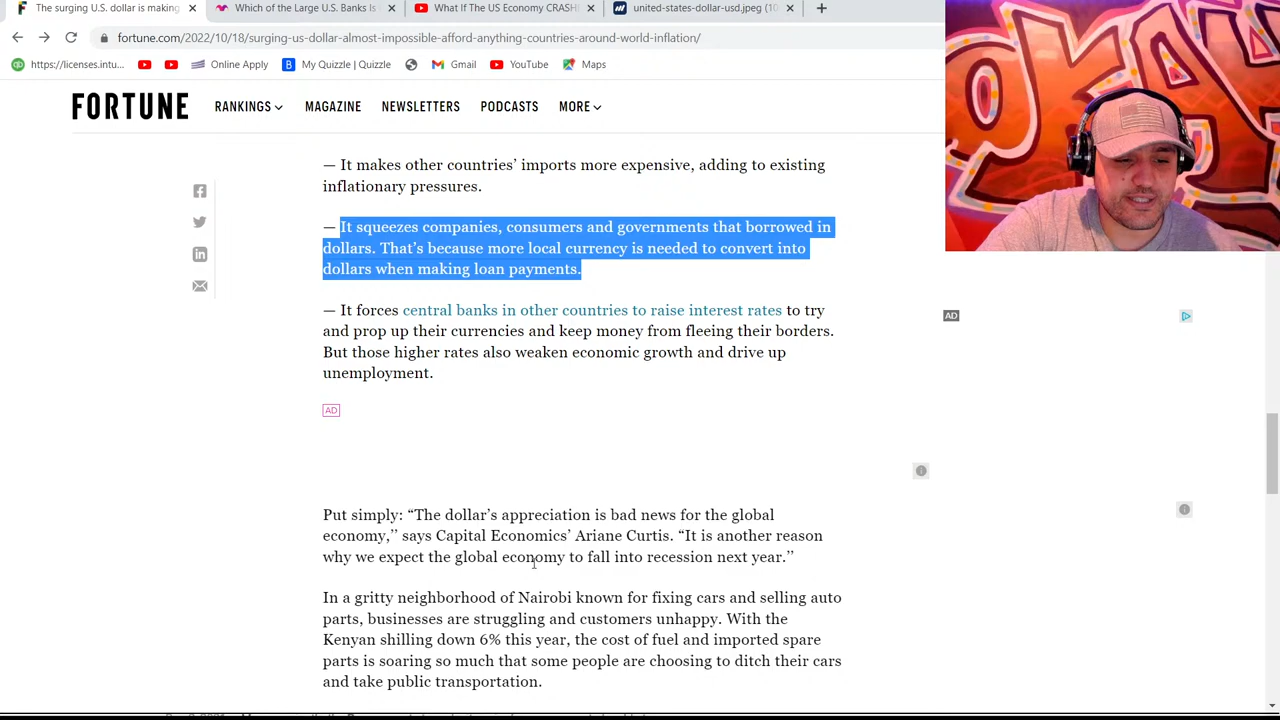 The surging U.S. dollar is making
Which of the Large U.S. Banks Is
What If The US Economy CRASH
united-states-dollar-usd.jpeg (10
fortune.com/2022/10/18/surging-us-dollar-almost-impossible-afford-anything-countries-around-world-inflation/
https://licenses.intu...
Online Apply
My Quizzle | Quizzle
Gmail
YouTube
Maps
FORTUNE
RANKINGS
MAGAZINE
NEWSLETTERS
PODCASTS
MORE
— It makes other countries’ imports more expensive, adding to existing
inflationary pressures.
— It squeezes companies, consumers and governments that borrowed in
dollars. That’s because more local currency is needed to convert into
dollars when making loan payments.
— It forces central banks in other countries to raise interest rates to try
and prop up their currencies and keep money from fleeing their borders.
But those higher rates also weaken economic growth and drive up
unemployment.
AD
AD
Put simply: “The dollar’s appreciation is bad news for the global
economy,’’ says Capital Economics’ Ariane Curtis. “It is another reason
why we expect the global economy to fall into recession next year.’’
In a gritty neighborhood of Nairobi known for fixing cars and selling auto
parts, businesses are struggling and customers unhappy. With the
Kenyan shilling down 6% this year, the cost of fuel and imported spare
parts is soaring so much that some people are choosing to ditch their cars
and take public transportation.